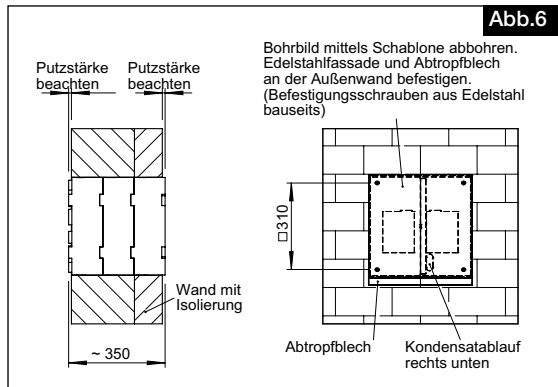 Abb.6
Bohrbild mittels Schablone abbohren.
Edelstahlfassade und Abtropfblech
an der Außenwand befestigen.
(Befestigungsschrauben aus Edelstahl
bauseits)
Putzstärke
beachten
Putzstärke
beachten
□310
Wand mit
Isolierung
~ 350
Abtropfblech
Kondensatablauf
rechts unten